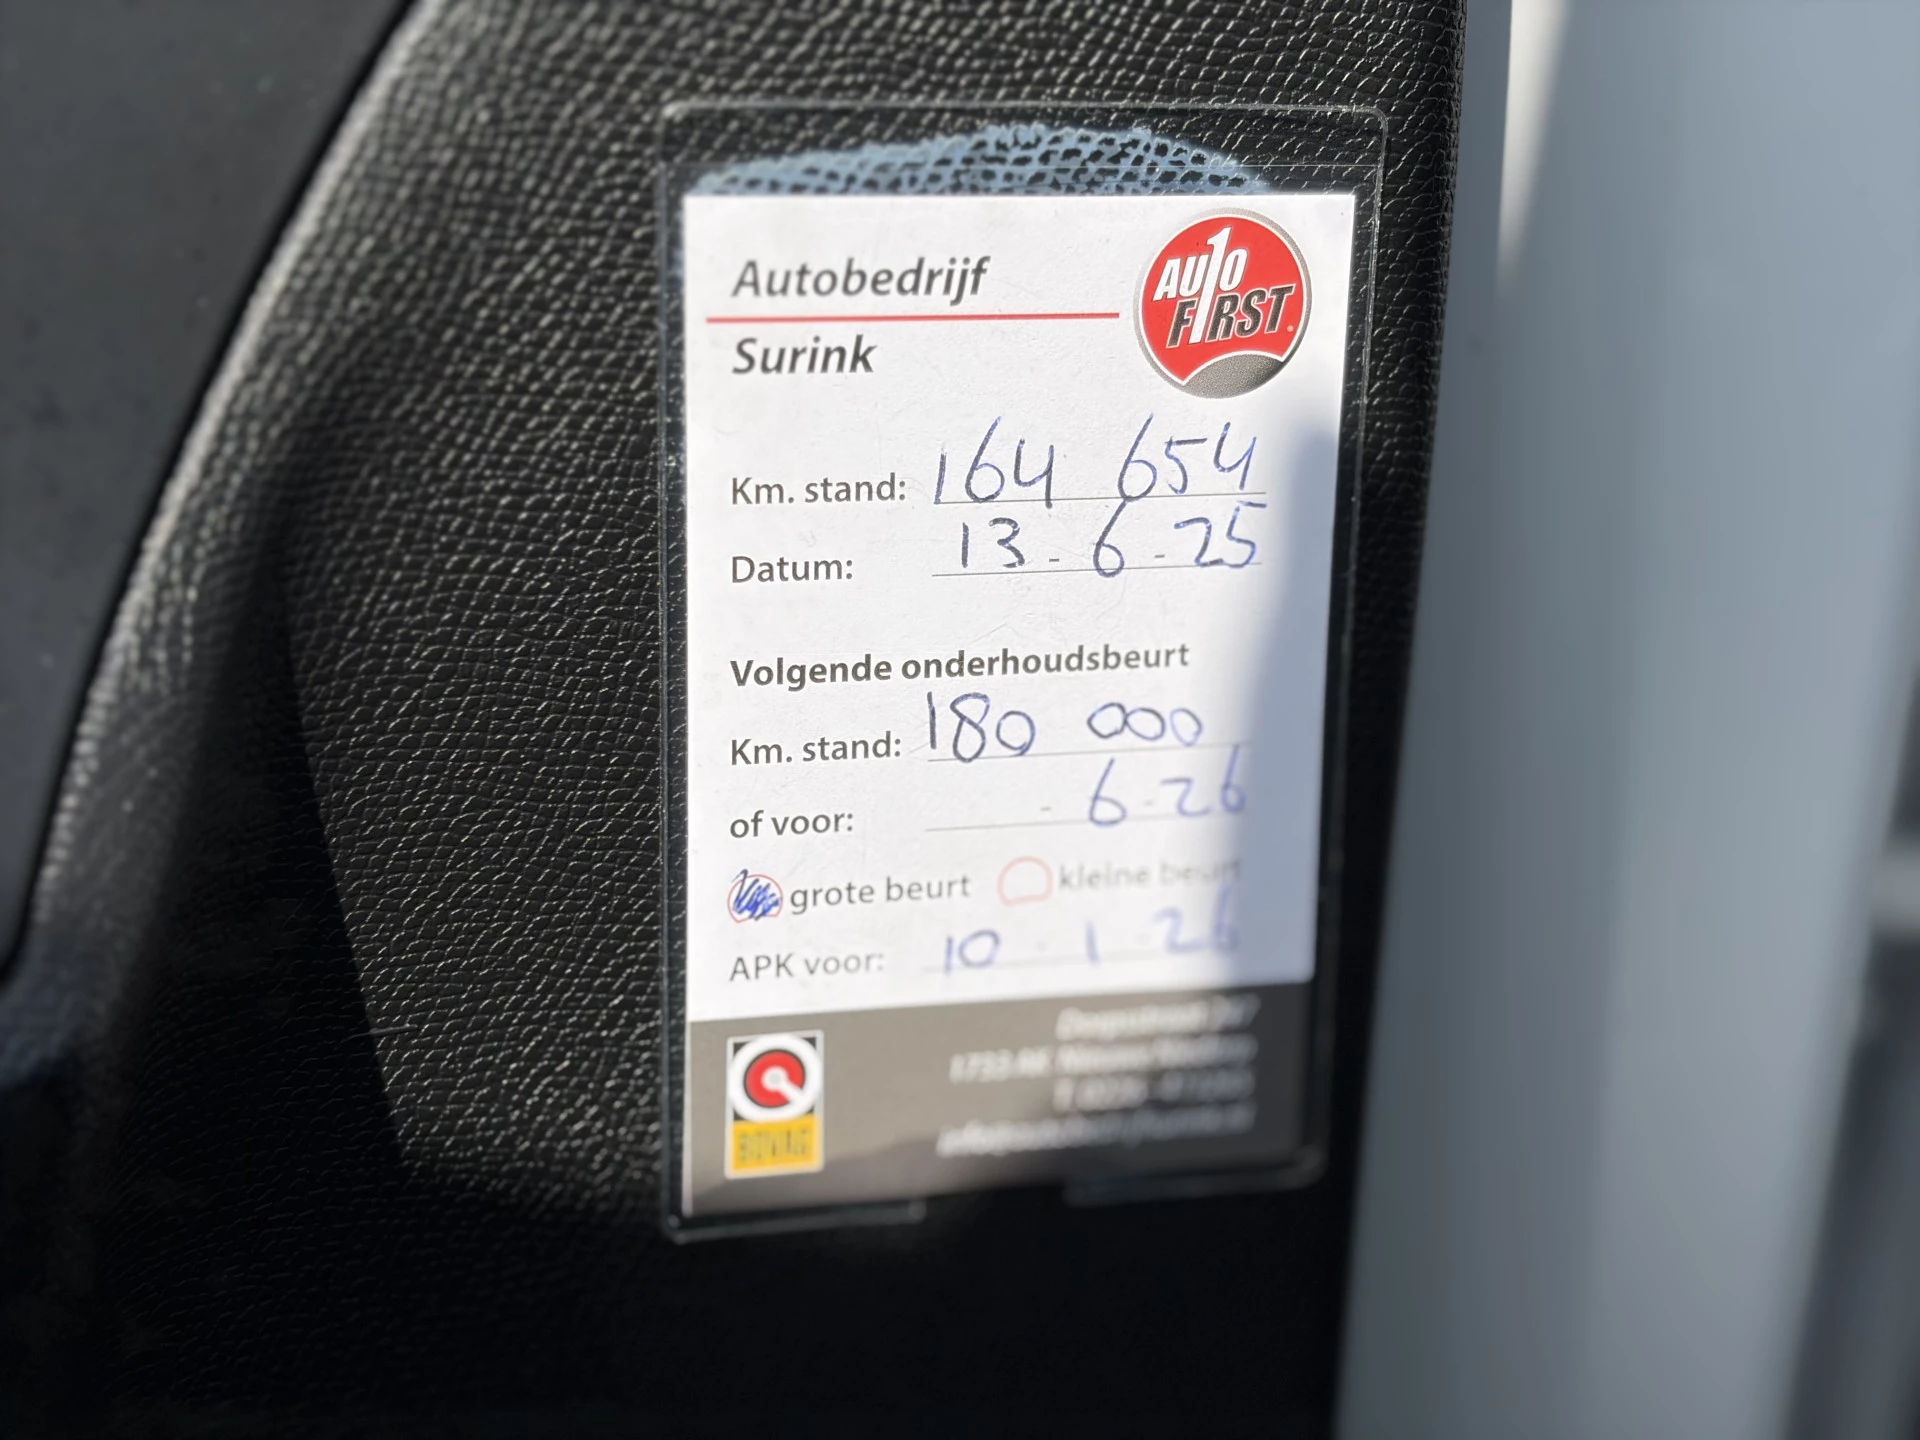 Autobedrijf
Surink
AUTO
FIRST
Km. stand: 164 654
Datum: 13 - 6 - 25
Volgende onderhoudsbeurt
Km. stand: 180 000
of voor: - 6 - 26
grote beurt kleine beurt
APK voor: 10 - 1 - 26
BOVAG